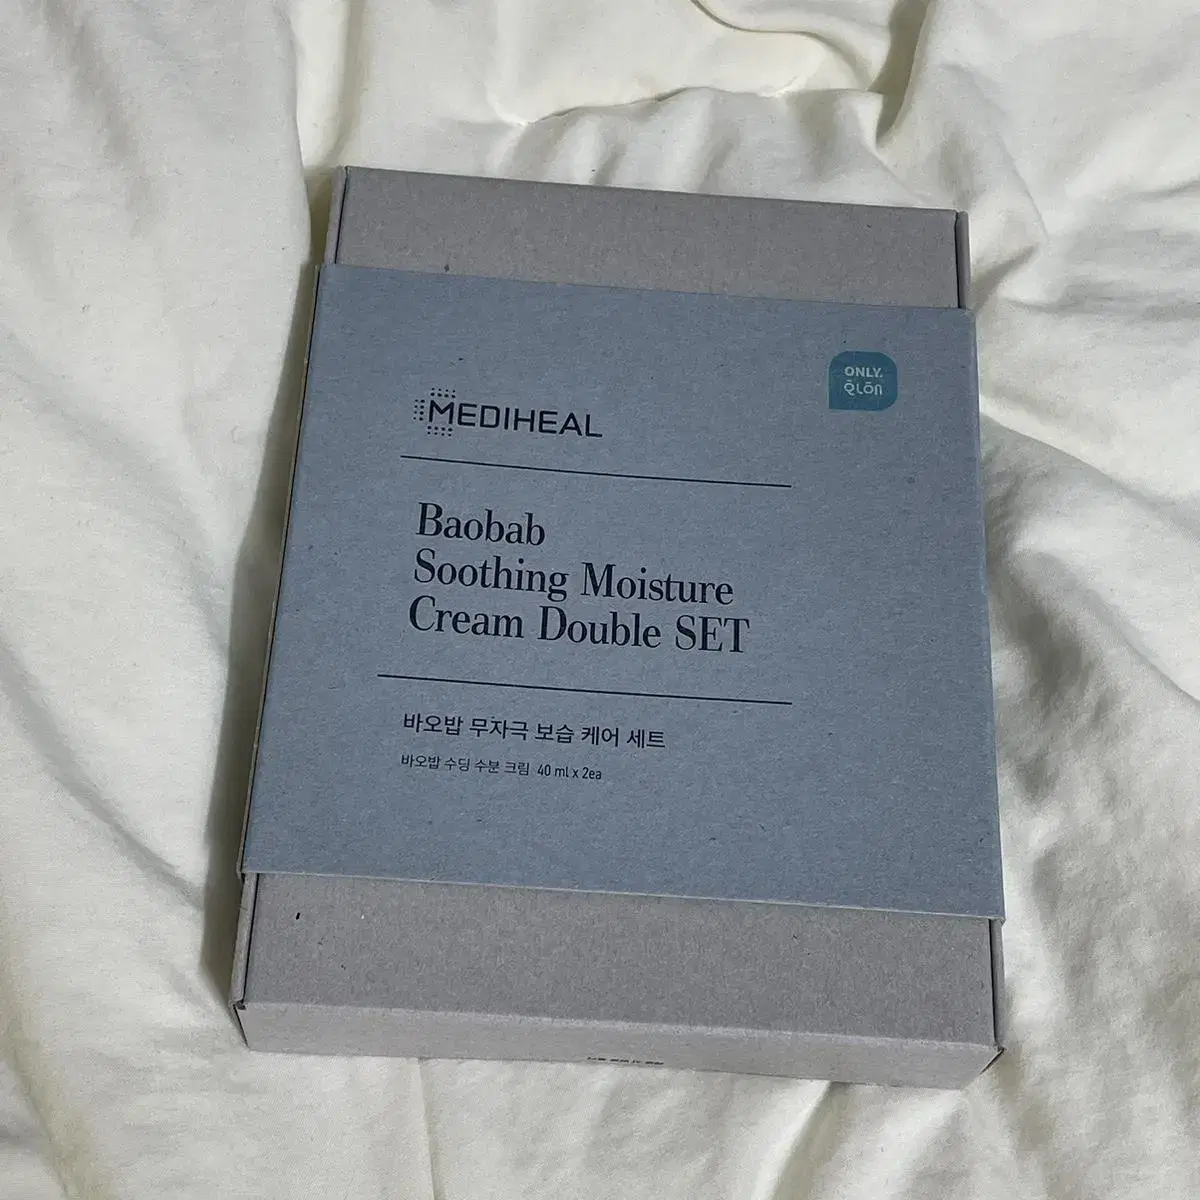 ONLY.
MEDIHEAL
Baobab
Soothing Moisture
Cream Double SET
바오밥 무자극 보습 케어 세트
바오밥 수딩 수분 크림 40 ml x 2ea